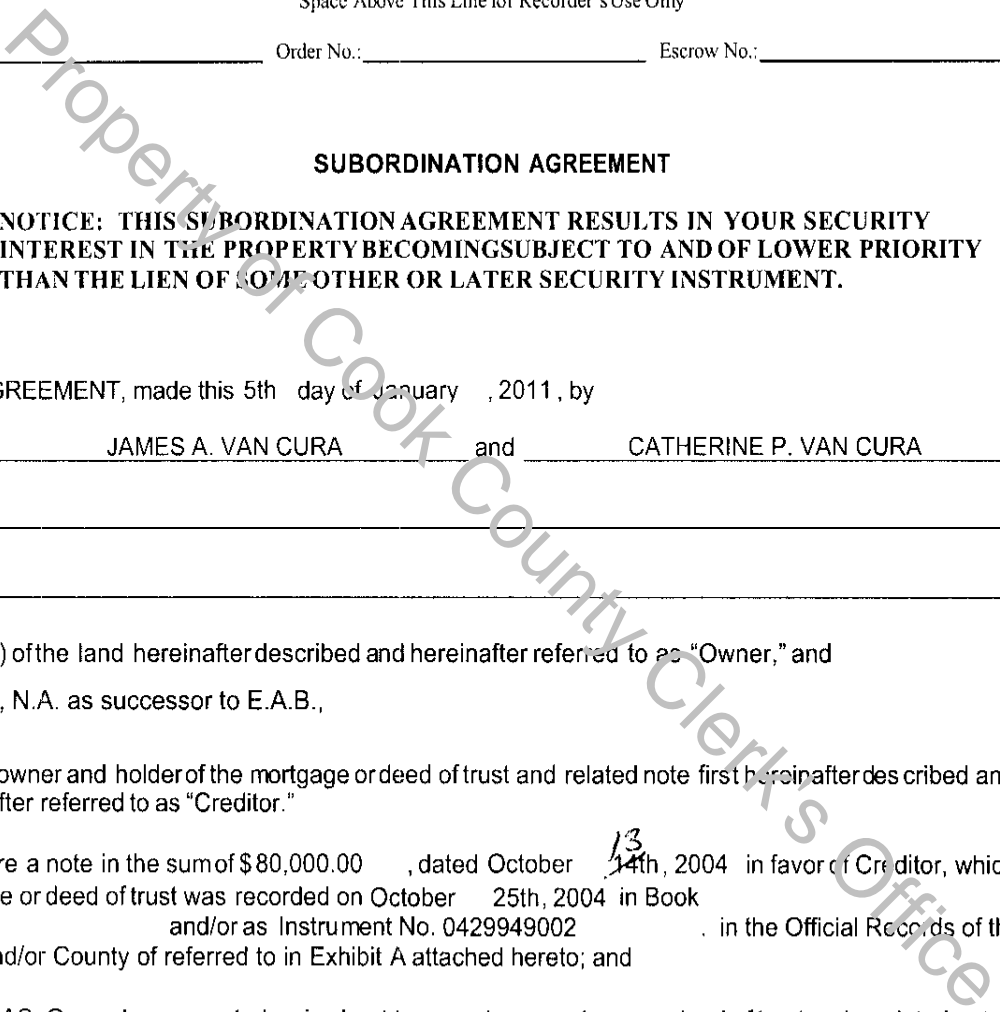 Space Above This Line for Recorder's Use Only
Order No.: Escrow No.:
SUBORDINATION AGREEMENT
NOTICE: THIS SUBORDINATION AGREEMENT RESULTS IN YOUR SECURITY
INTEREST IN THE PROPERTY BECOMING SUBJECT TO AND OF LOWER PRIORITY
THAN THE LIEN OF SOME OTHER OR LATER SECURITY INSTRUMENT.
GREEMENT, made this 5th day of January , 2011 , by
JAMES A. VAN CURA and CATHERINE P. VAN CURA
) of the land hereinafter described and hereinafter referred to as "Owner," and
, N.A. as successor to E.A.B.,
owner and holder of the mortgage or deed of trust and related note first hereinafter des cribed an
fter referred to as "Creditor."
13
re a note in the sum of $ 80,000.00 , dated October 14th, 2004 in favor of Creditor, whic
e or deed of trust was recorded on October 25th, 2004 in Book
and/or as Instrument No. 0429949002 . in the Official Records of th
nd/or County of referred to in Exhibit A attached hereto; and
Property of Cook County Clerk's Office